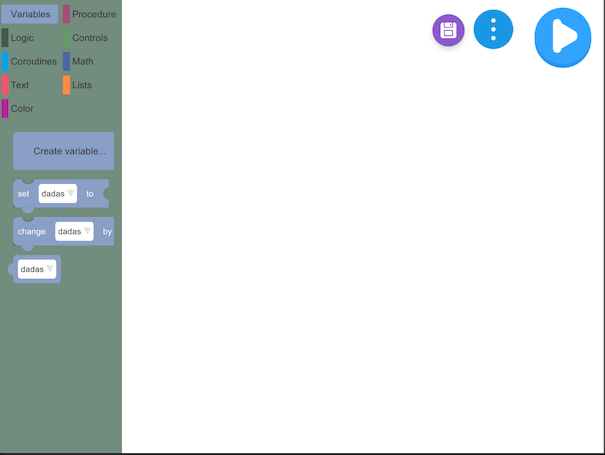 Variables
Procedure
Logic
Controls
Coroutines
Math
Text
Lists
Color
Create variable...
set dadas to
change dadas by
dadas